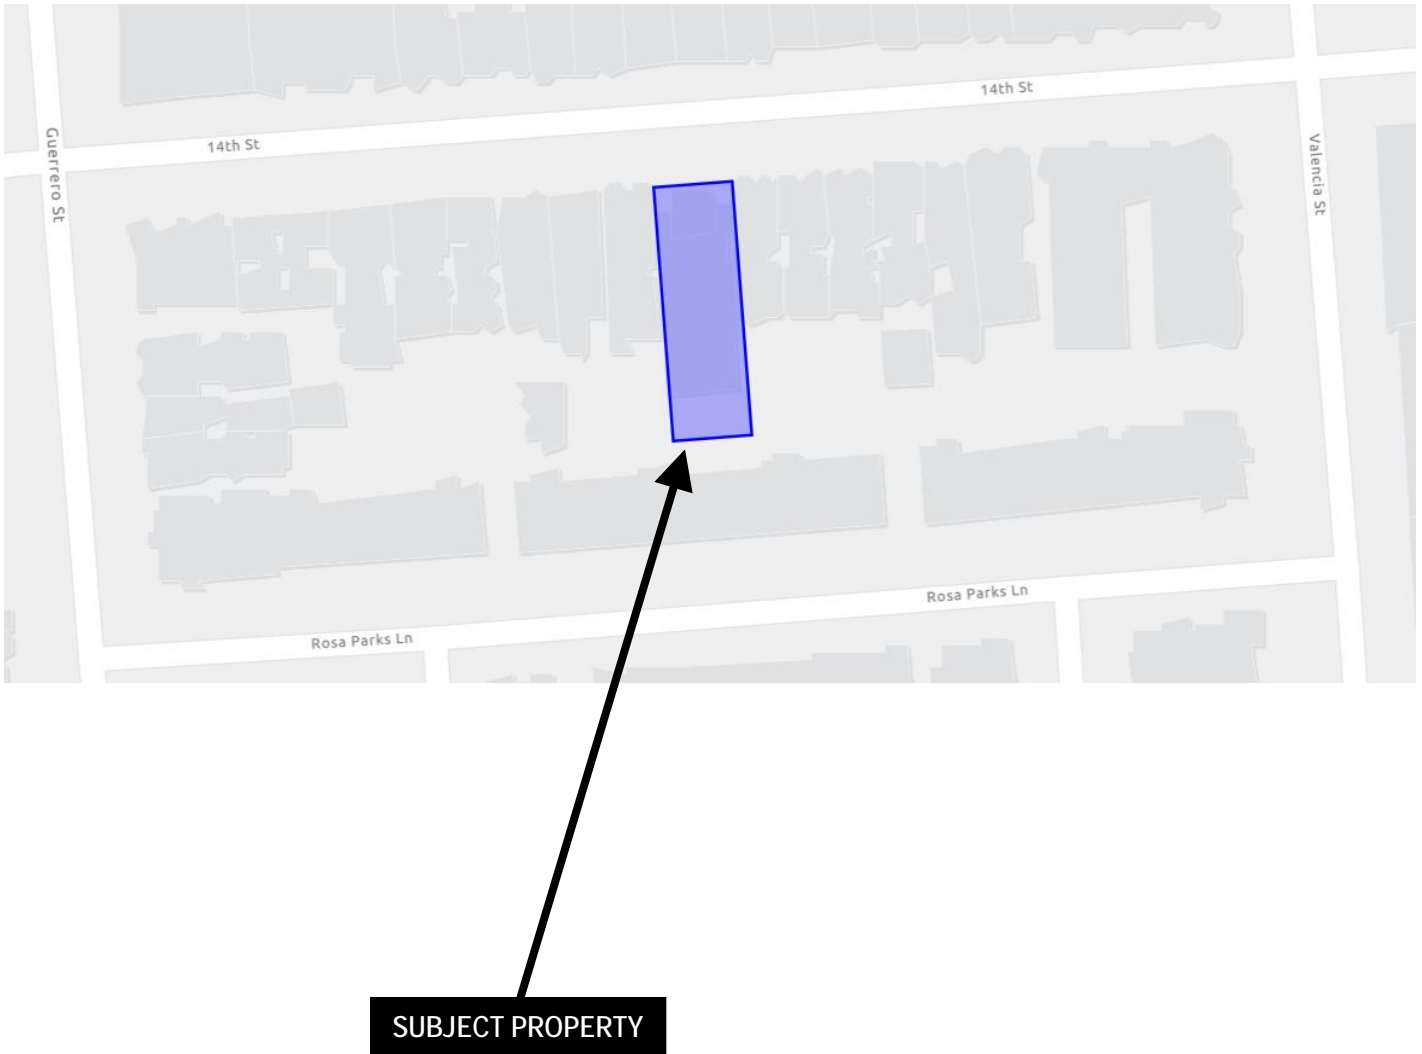 14th St
14th St
Guerrero St
Valencia St
Rosa Parks Ln
Rosa Parks Ln
SUBJECT PROPERTY